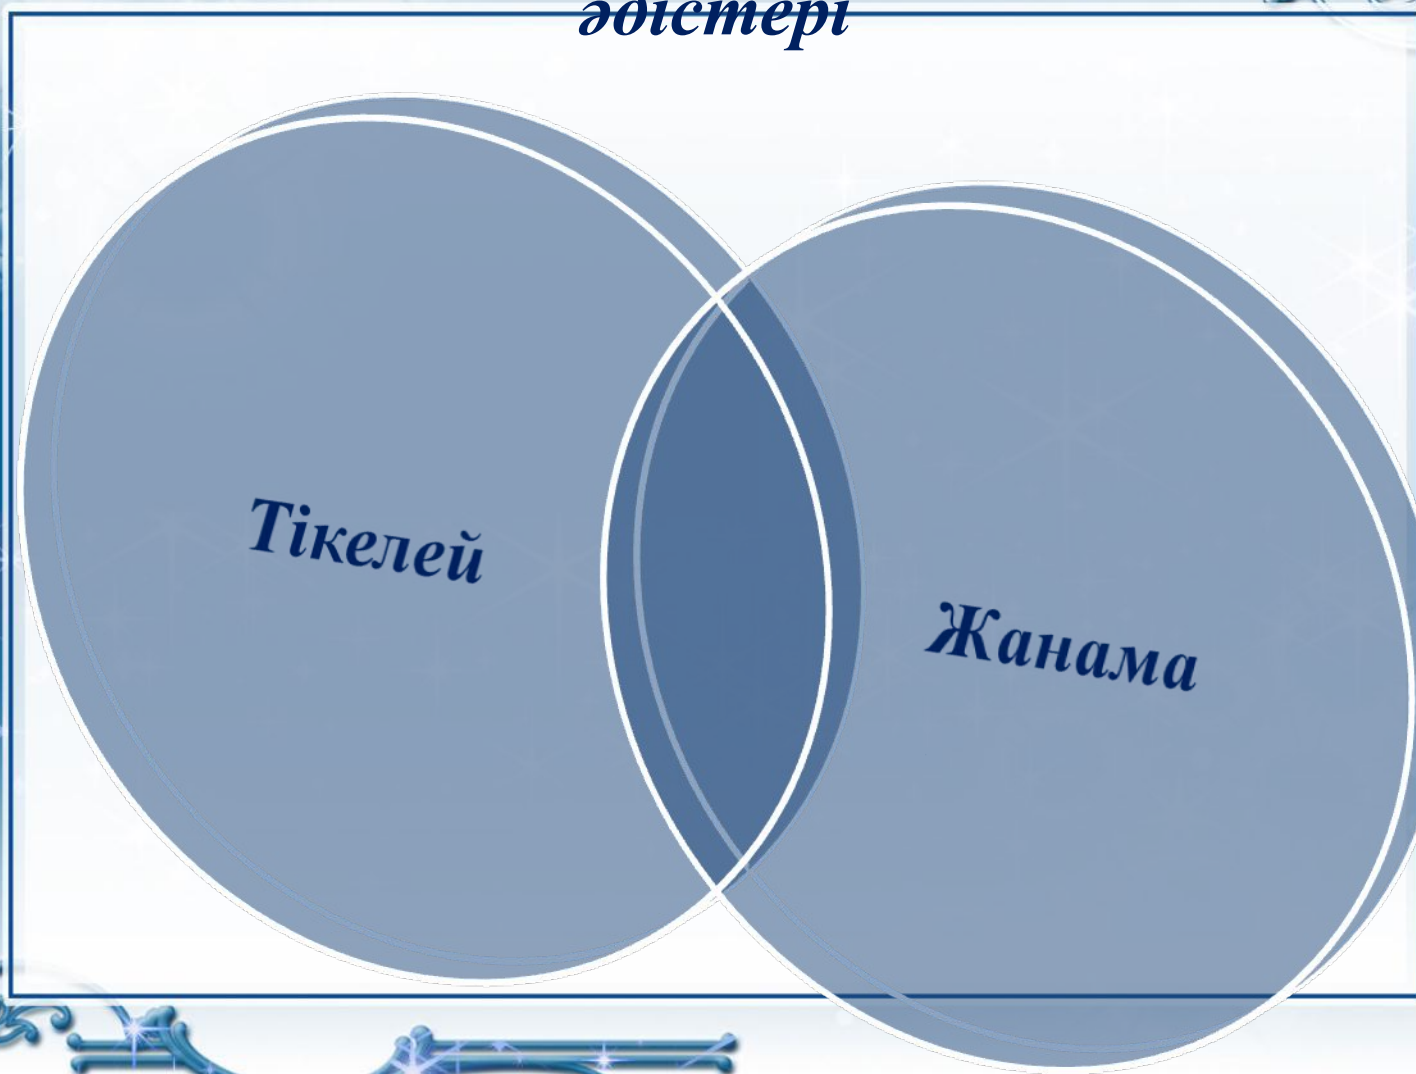 әдістері
Тікелей
Жанама